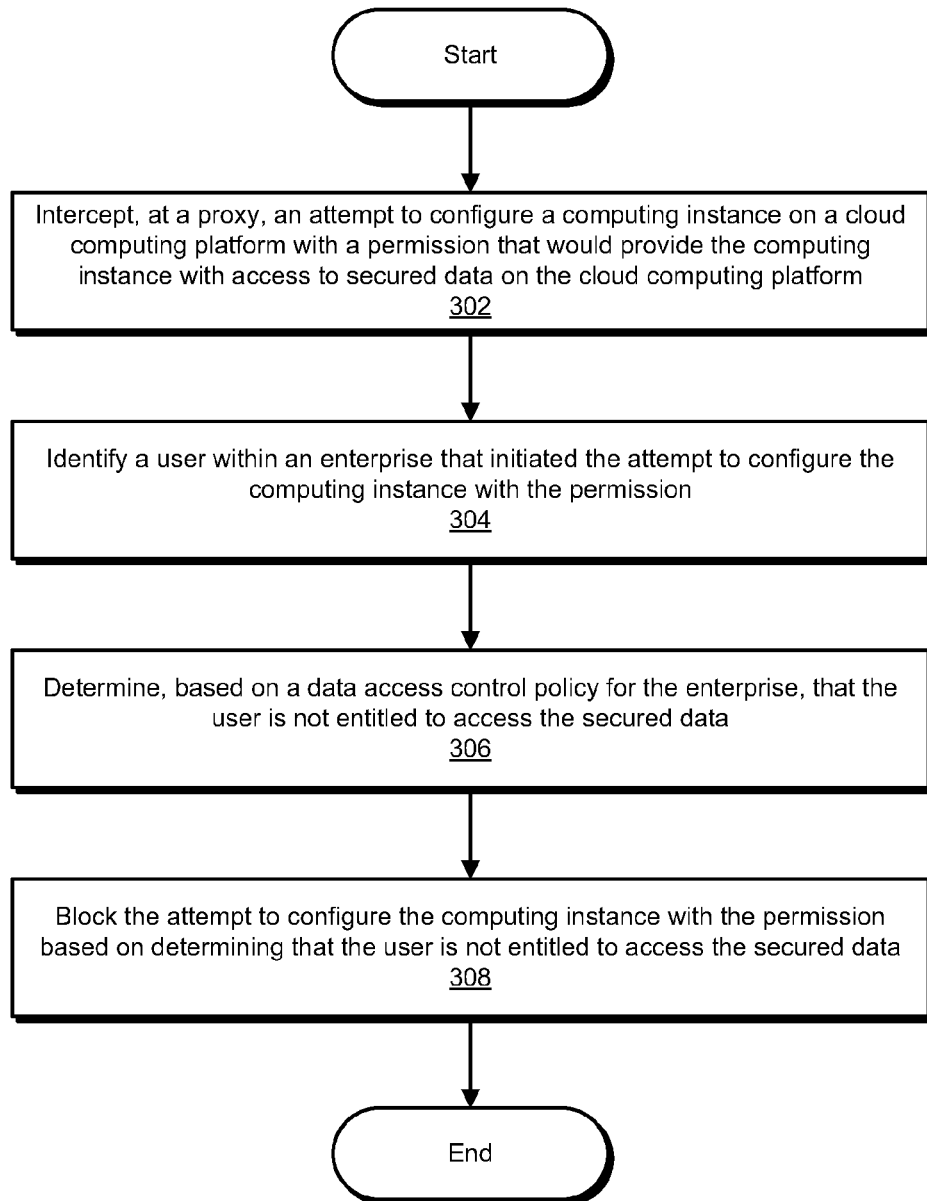 Start
Intercept, at a proxy, an attempt to configure a computing instance on a cloud
computing platform with a permission that would provide the computing
instance with access to secured data on the cloud computing platform
302
Identify a user within an enterprise that initiated the attempt to configure the
computing instance with the permission
304
Determine, based on a data access control policy for the enterprise, that the
user is not entitled to access the secured data
306
Block the attempt to configure the computing instance with the permission
based on determining that the user is not entitled to access the secured data
308
End